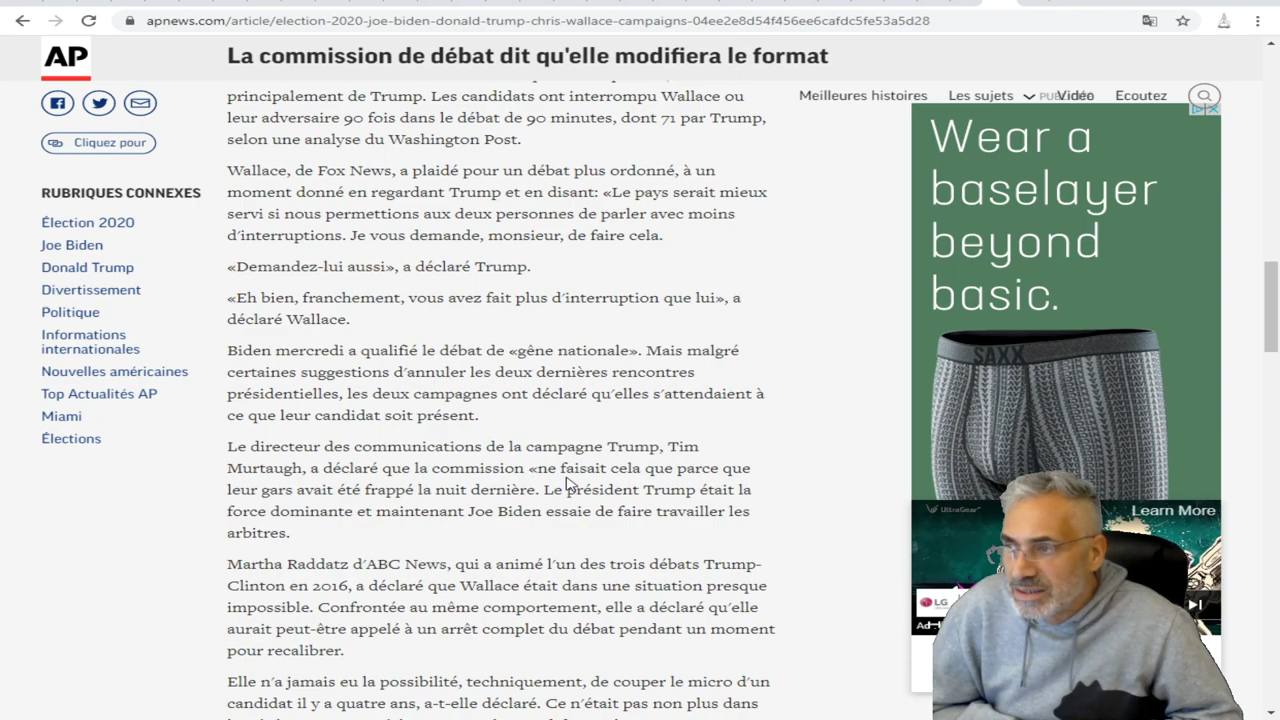 apnews.com/article/election-2020-joe-biden-donald-trump-chris-wallace-campaigns-04ee2e8d54f456ee6cafdc5fe53a5d28
AP
La commission de débat dit qu'elle modifiera le format
Meilleures histoires
Les sujets
Vidéo
Ecoutez
Cliquez pour
RUBRIQUES CONNEXES
Élection 2020
Joe Biden
Donald Trump
Divertissement
Politique
Informations
internationales
Nouvelles américaines
Top Actualités AP
Miami
Élections
principalement de Trump. Les candidats ont interrompu Wallace ou
leur adversaire 90 fois dans le débat de 90 minutes, dont 71 par Trump,
selon une analyse du Washington Post.
Wallace, de Fox News, a plaidé pour un débat plus ordonné, à un
moment donné en regardant Trump et en disant: «Le pays serait mieux
servi si nous permettions aux deux personnes de parler avec moins
d'interruptions. Je vous demande, monsieur, de faire cela.
«Demandez-lui aussi», a déclaré Trump.
«Eh bien, franchement, vous avez fait plus d'interruption que lui», a
déclaré Wallace.
Biden mercredi a qualifié le débat de «gêne nationale». Mais malgré
certaines suggestions d'annuler les deux dernières rencontres
présidentielles, les deux campagnes ont déclaré qu'elles s'attendaient à
ce que leur candidat soit présent.
Le directeur des communications de la campagne Trump, Tim
Murtaugh, a déclaré que la commission «ne faisait cela que parce que
leur gars avait été frappé la nuit dernière. Le président Trump était la
force dominante et maintenant Joe Biden essaie de faire travailler les
arbitres.
Martha Raddatz d'ABC News, qui a animé l'un des trois débats Trump-
Clinton en 2016, a déclaré que Wallace était dans une situation presque
impossible. Confrontée au même comportement, elle a déclaré qu'elle
aurait peut-être appelé à un arrêt complet du débat pendant un moment
pour recalibrer.
Elle n'a jamais eu la possibilité, techniquement, de couper le micro d'un
candidat il y a quatre ans, a-t-elle déclaré. Ce n'était pas non plus dans
Wear a
baselayer
beyond
basic.
SAXX
UltraGear
Learn More
LG
Ad